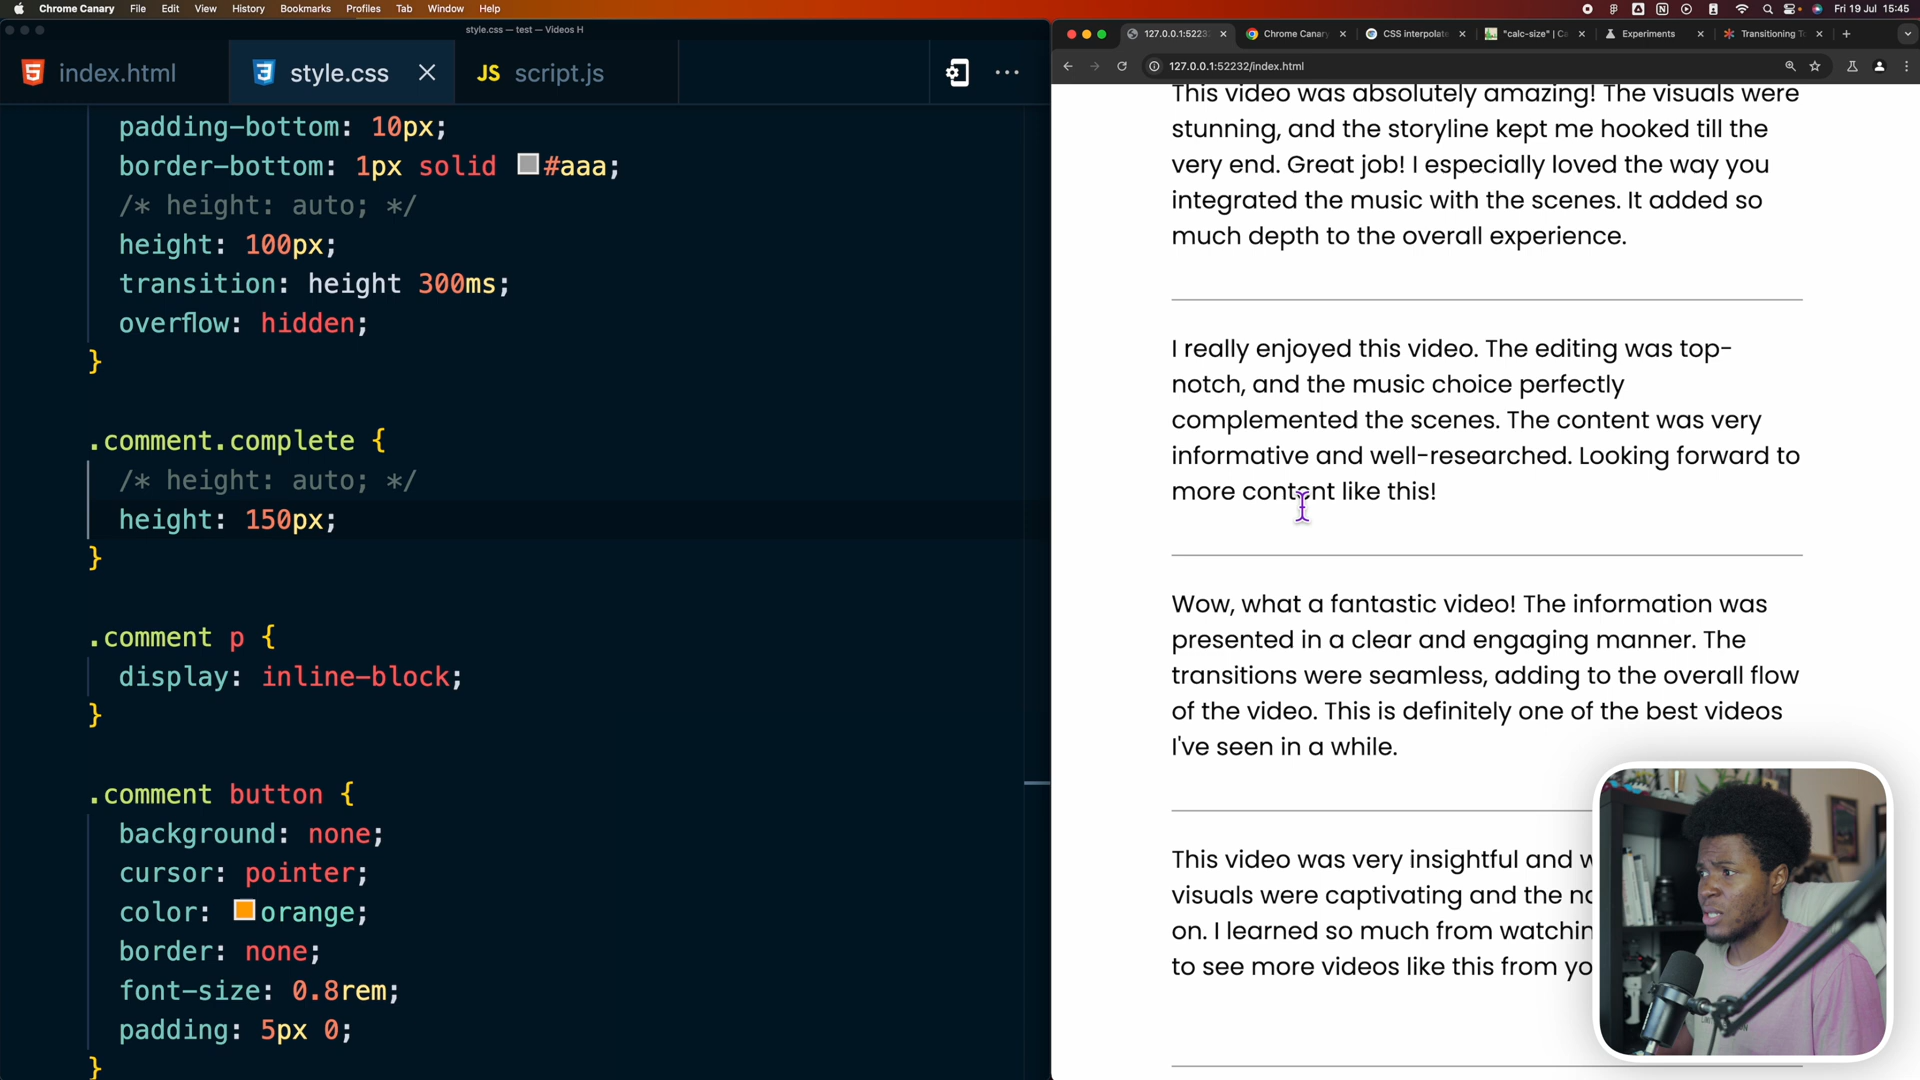 Chrome Canary File Edit View History Bookmarks Profiles Tab Window Help
Fri 19 Jul 15:45
style.css — test — Videos H
index.html
style.css
JS script.js
padding-bottom: 10px;
border-bottom: 1px solid #aaa;
/* height: auto; */
height: 100px;
transition: height 300ms;
overflow: hidden;
}
.comment.complete {
/* height: auto; */
height: 150px;
}
.comment p {
display: inline-block;
}
.comment button {
background: none;
cursor: pointer;
color: orange;
border: none;
font-size: 0.8rem;
padding: 5px 0;
}
127.0.0.1:5223
Chrome Canary
CSS interpolate
"calc-size" | Ca
Experiments
Transitioning To
127.0.0.1:52232/index.html
This video was absolutely amazing! The visuals were
stunning, and the storyline kept me hooked till the
very end. Great job! I especially loved the way you
integrated the music with the scenes. It added so
much depth to the overall experience.
I really enjoyed this video. The editing was top-
notch, and the music choice perfectly
complemented the scenes. The content was very
informative and well-researched. Looking forward to
more content like this!
Wow, what a fantastic video! The information was
presented in a clear and engaging manner. The
transitions were seamless, adding to the overall flow
of the video. This is definitely one of the best videos
I've seen in a while.
This video was very insightful and w
visuals were captivating and the na
on. I learned so much from watchin
to see more videos like this from yo